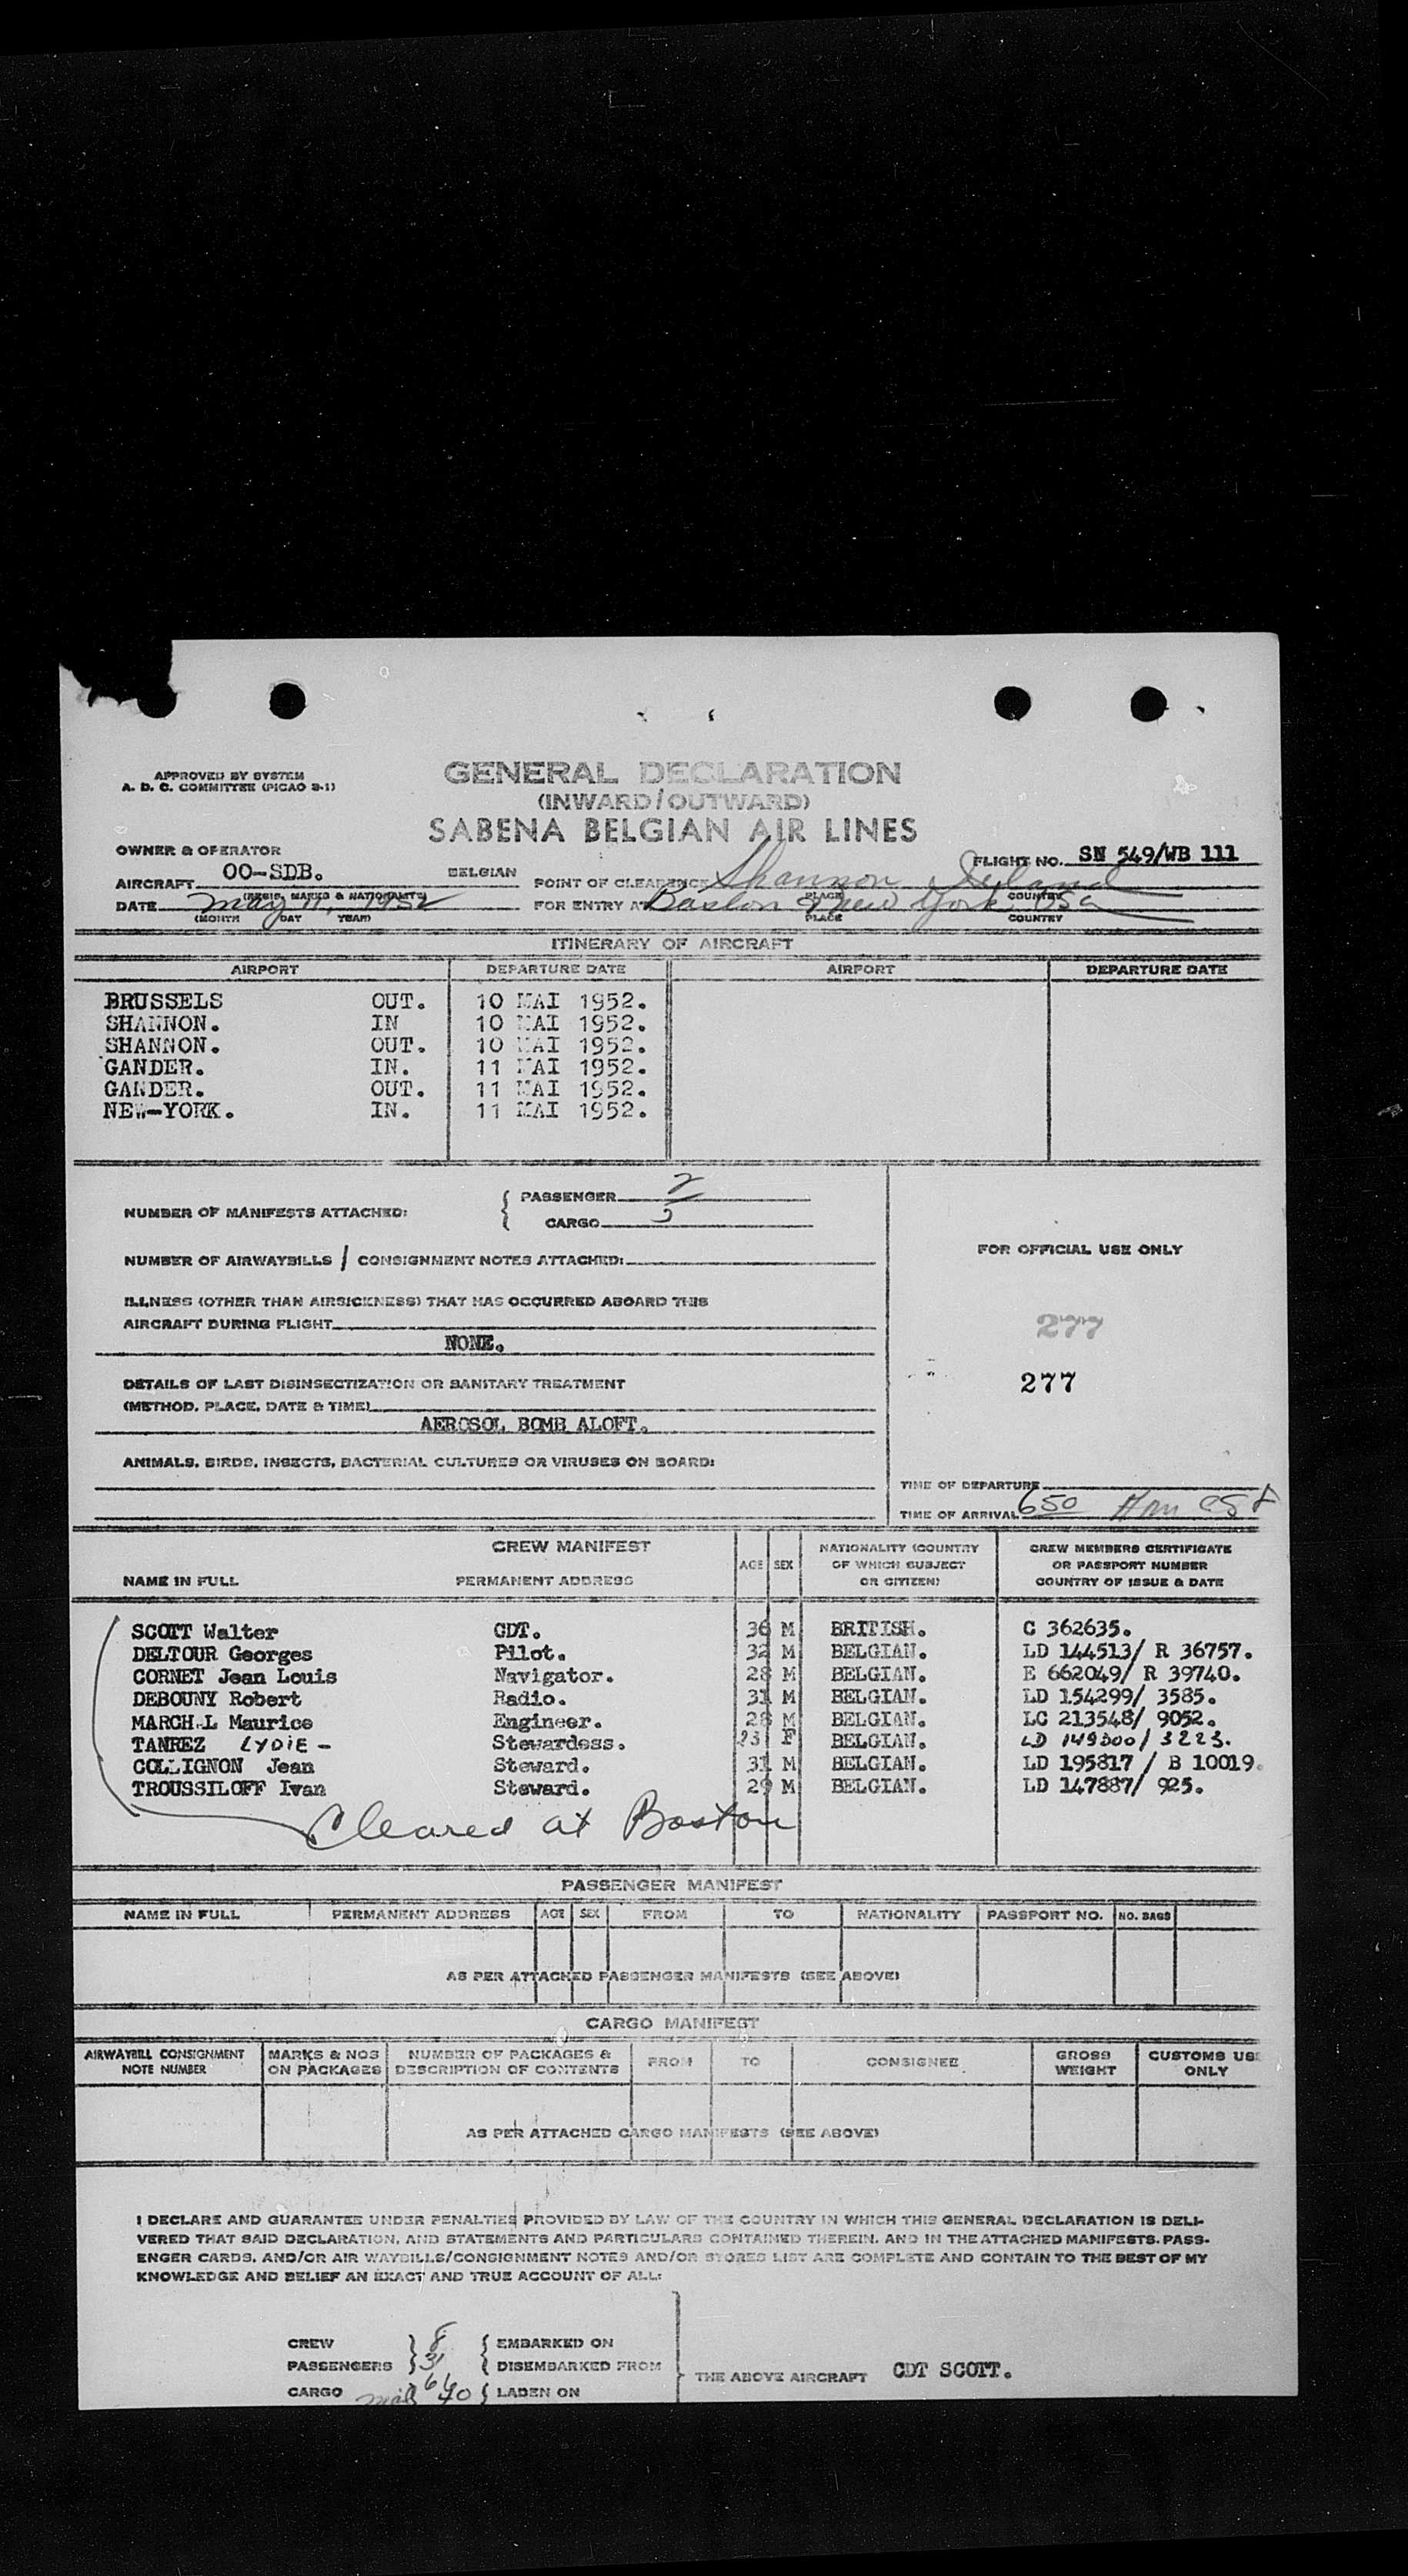 APPROVED BY SYSTEM
A. D. C. COMMITTEE (PICAO 9-1)
GENERAL DECLARATION
(INWARD/OUTWARD)
SABENA BELGIAN AIR LINES
OWNER & OPERATOR
FLIGHT NO. SN 549/WB 111
AIRCRAFT OO-SDB. BELGIAN POINT OF CLEARENCE Shannon Ireland
(REGIS. MARKS & NATIONALITY) PLACE COUNTRY
DATE May 11, 1952 FOR ENTRY AT Boston & New York USA
(MONTH DAY YEAR) PLACE COUNTRY
ITINERARY OF AIRCRAFT
AIRPORT DEPARTURE DATE AIRPORT DEPARTURE DATE
BRUSSELS OUT. 10 MAI 1952.
SHANNON. IN 10 MAI 1952.
SHANNON. OUT. 10 MAI 1952.
GANDER. IN. 11 MAI 1952.
GANDER. OUT. 11 MAI 1952.
NEW-YORK. IN. 11 MAI 1952.
NUMBER OF MANIFESTS ATTACHED: { PASSENGER 2
CARGO
NUMBER OF AIRWAYBILLS / CONSIGNMENT NOTES ATTACHED:
FOR OFFICIAL USE ONLY
ILLNESS (OTHER THAN AIRSICKNESS) THAT HAS OCCURRED ABOARD THIS
AIRCRAFT DURING FLIGHT
NONE.
277
277
DETAILS OF LAST DISINSECTIZATION OR SANITARY TREATMENT
(METHOD, PLACE, DATE & TIME)
AEROSOL BOMB ALOFT.
ANIMALS, BIRDS, INSECTS, BACTERIAL CULTURES OR VIRUSES ON BOARD:
TIME OF DEPARTURE
TIME OF ARRIVAL 650 Am est
CREW MANIFEST
NAME IN FULL PERMANENT ADDRESS AGE SEX NATIONALITY (COUNTRY OF WHICH SUBJECT OR CITIZEN) CREW MEMBERS CERTIFICATE OR PASSPORT NUMBER COUNTRY OF ISSUE & DATE
SCOTT Walter CDT. 36 M BRITISH. C 362635.
DELTOUR Georges Pilot. 32 M BELGIAN. LD 144513/ R 36757.
CORNET Jean Louis Navigator. 28 M BELGIAN. E 662049/ R 39740.
DEBOUNY Robert Radio. 31 M BELGIAN. LD 154299/ 3585.
MARCH.L Maurice Engineer. 28 M BELGIAN. LC 213548/ 9052.
TANREZ LYDIE - Stewardess. 23 F BELGIAN. LD 149300/ 3223.
COLLIGNON Jean Steward. 31 M BELGIAN. LD 195817 / B 10019.
TROUSSILOFF Ivan Steward. 29 M BELGIAN. LD 147887/ 925.
Cleared at Boston
PASSENGER MANIFEST
NAME IN FULL PERMANENT ADDRESS AGE SEX FROM TO NATIONALITY PASSPORT NO. NO. BAGS
AS PER ATTACHED PASSENGER MANIFESTS (SEE ABOVE)
CARGO MANIFEST
AIRWAYBILL CONSIGNMENT NOTE NUMBER MARKS & NOS ON PACKAGES NUMBER OF PACKAGES & DESCRIPTION OF CONTENTS FROM TO CONSIGNEE GROSS WEIGHT CUSTOMS USE ONLY
AS PER ATTACHED CARGO MANIFESTS (SEE ABOVE)
I DECLARE AND GUARANTEE UNDER PENALTIES PROVIDED BY LAW OF THE COUNTRY IN WHICH THIS GENERAL DECLARATION IS DELI-
VERED THAT SAID DECLARATION, AND STATEMENTS AND PARTICULARS CONTAINED THEREIN, AND IN THE ATTACHED MANIFESTS, PASS-
ENGER CARDS, AND/OR AIR WAYBILLS/CONSIGNMENT NOTES AND/OR STORES LIST ARE COMPLETE AND CONTAIN TO THE BEST OF MY
KNOWLEDGE AND BELIEF AN EXACT AND TRUE ACCOUNT OF ALL:
CREW } 8 { EMBARKED ON
PASSENGERS } 31 { DISEMBARKED FROM
THE ABOVE AIRCRAFT CDT SCOTT.
CARGO mail LADEN ON